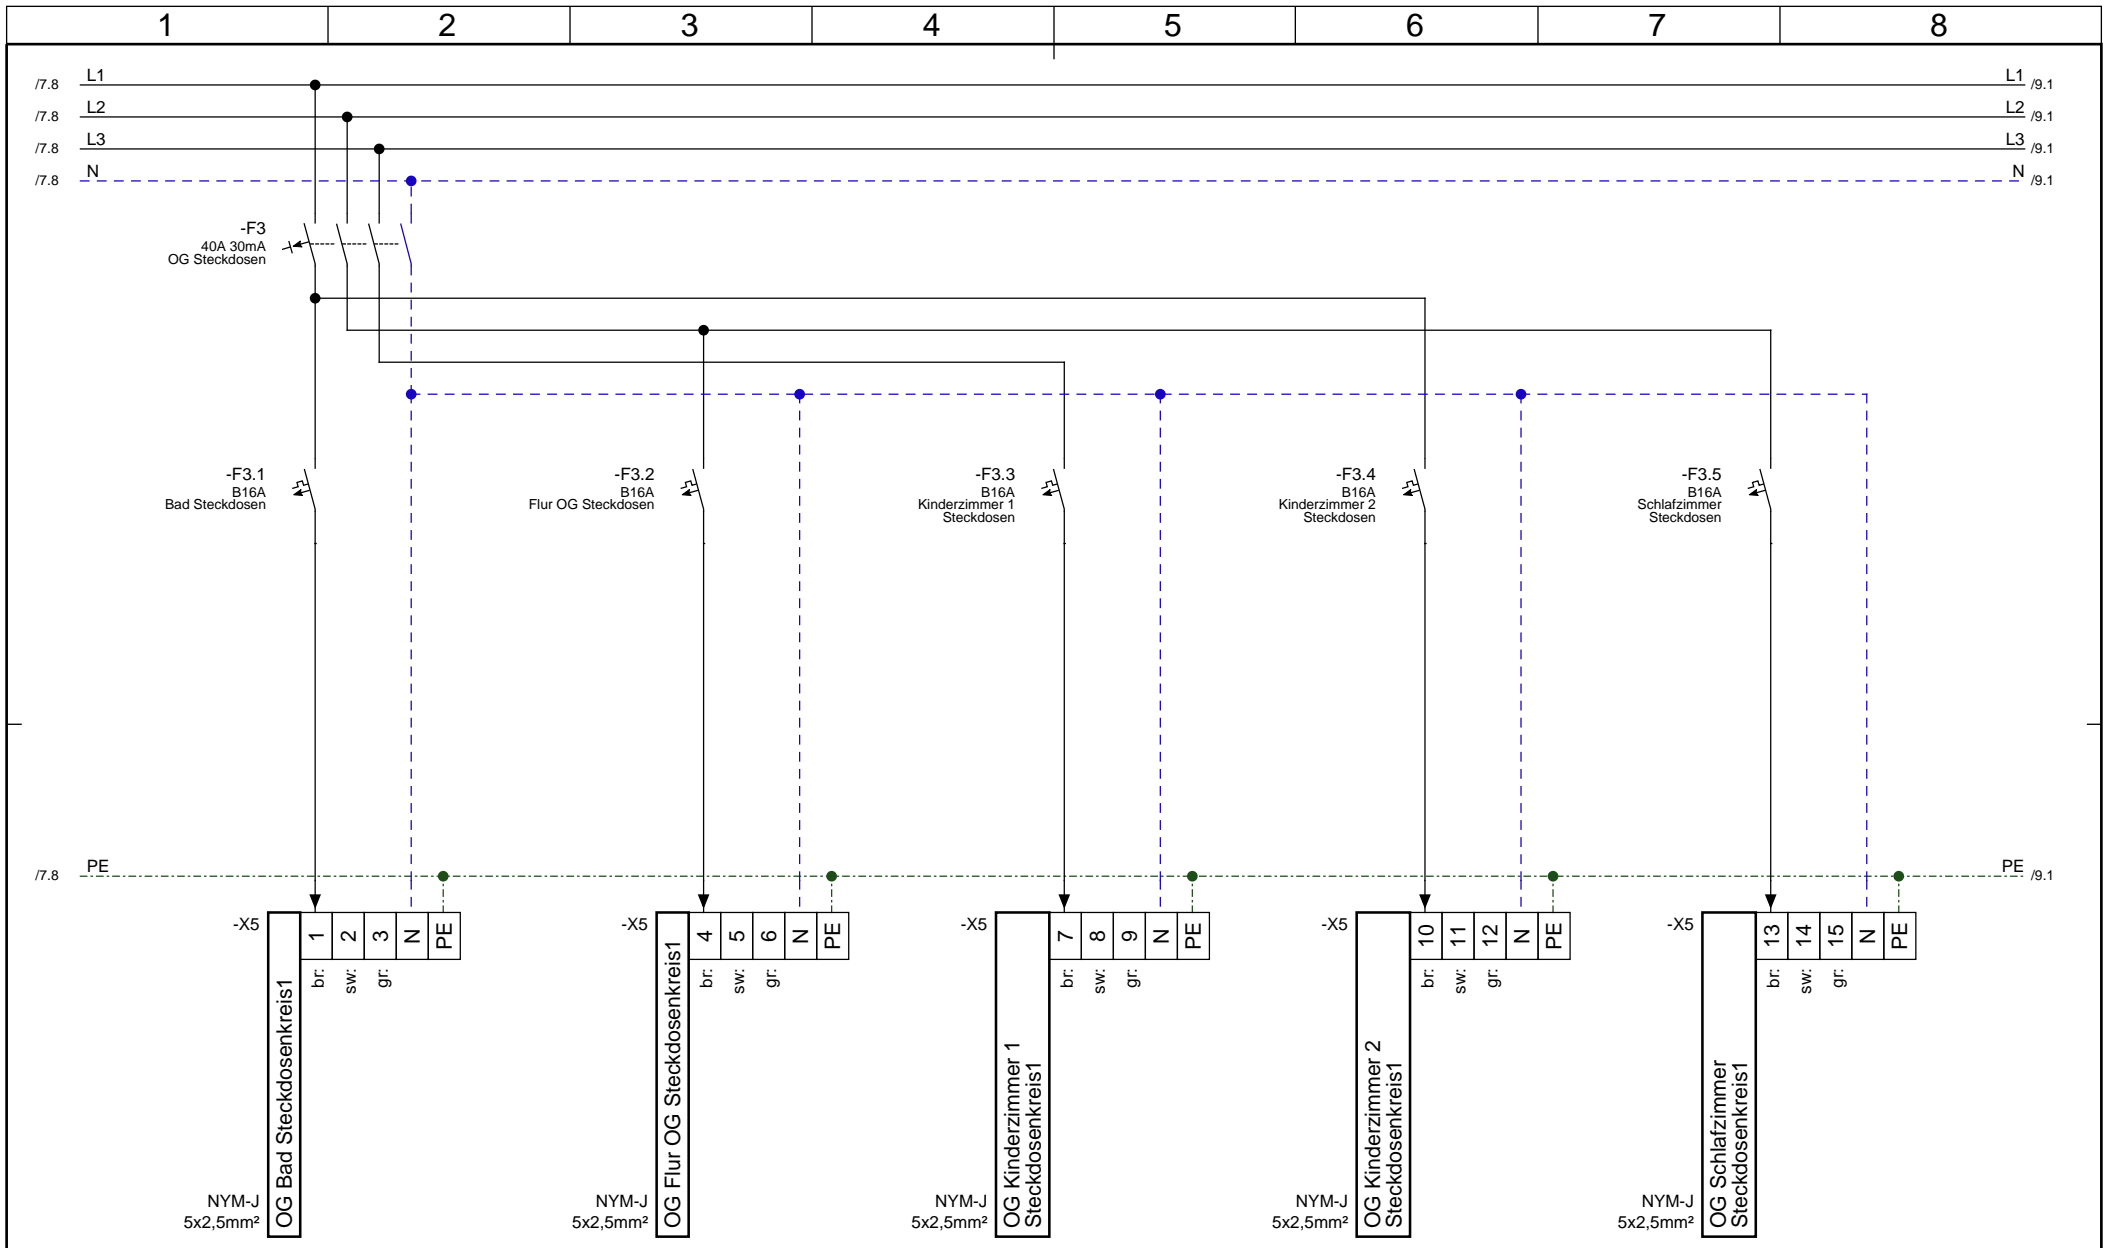 1 2 3 4 5 6 7 8
/7.8 L1 L1 /9.1
/7.8 L2 L2 /9.1
/7.8 L3 L3 /9.1
/7.8 N N /9.1
-F3
40A 30mA
OG Steckdosen
-F3.1
B16A
Bad Steckdosen
-F3.2
B16A
Flur OG Steckdosen
-F3.3
B16A
Kinderzimmer 1
Steckdosen
-F3.4
B16A
Kinderzimmer 2
Steckdosen
-F3.5
B16A
Schlafzimmer
Steckdosen
/7.8 PE PE /9.1
-X5
1 2 3 N PE
br: sw: gr:
OG Bad Steckdosenkreis1
NYM-J
5x2,5mm²
-X5
4 5 6 N PE
br: sw: gr:
OG Flur OG Steckdosenkreis1
NYM-J
5x2,5mm²
-X5
7 8 9 N PE
br: sw: gr:
OG Kinderzimmer 1
Steckdosenkreis1
NYM-J
5x2,5mm²
-X5
10 11 12 N PE
br: sw: gr:
OG Kinderzimmer 2
Steckdosenkreis1
NYM-J
5x2,5mm²
-X5
13 14 15 N PE
br: sw: gr:
OG Schlafzimmer
Steckdosenkreis1
NYM-J
5x2,5mm²